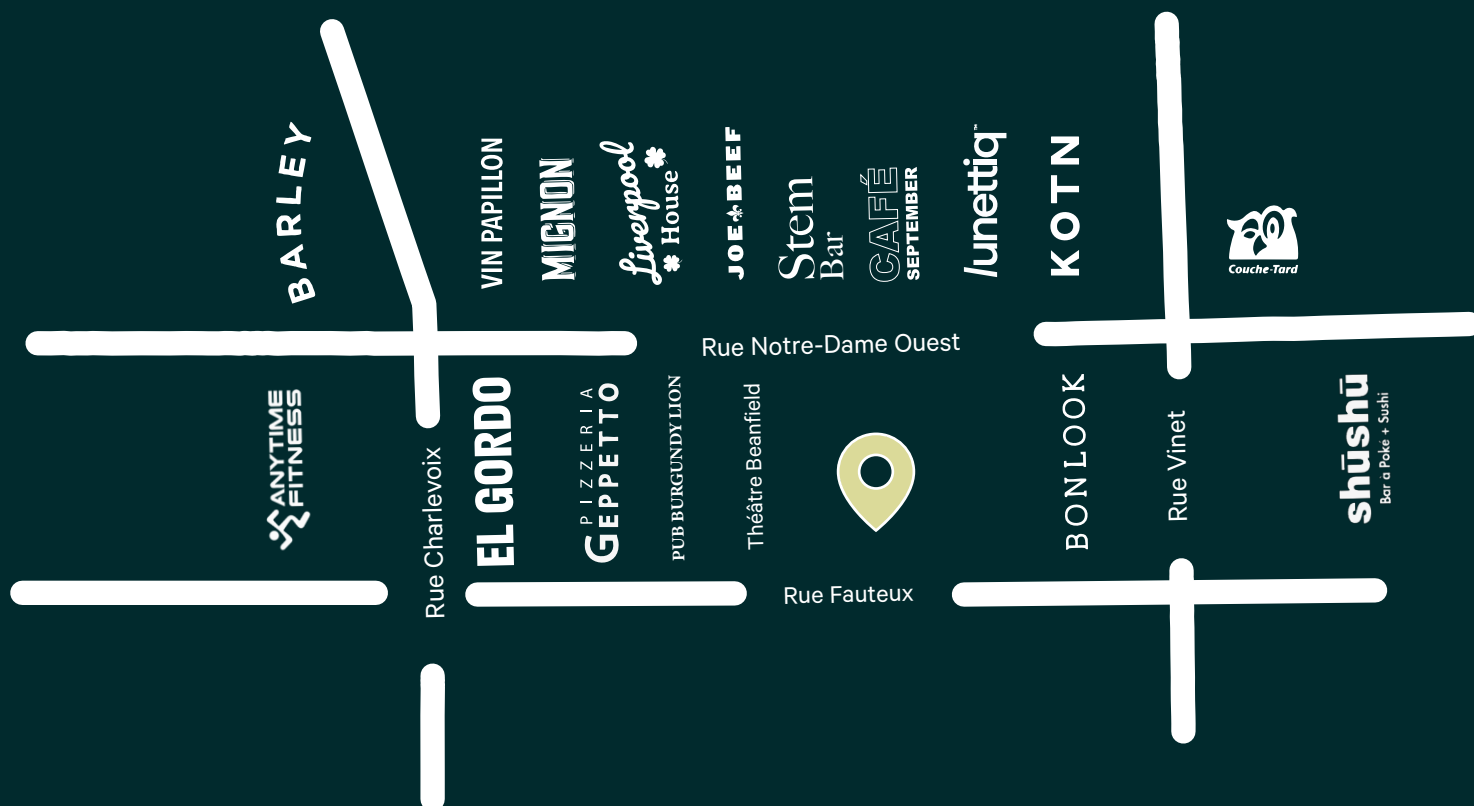 BARLEY
VIN PAPILLON
MIGNON
Liverpool
House
JOE BEEF
Stem
Bar
CAFÉ
SEPTEMBER
lunettiq™
KOTN
Couche-Tard
Rue Notre-Dame Ouest
ANYTIME
FITNESS
Rue Charlevoix
EL GORDO
PIZZERIA
GEPPETTO
PUB BURGUNDY LION
Théâtre Beanfield
BONLOOK
Rue Vinet
shūshū
Bar à Poké + Sushi
Rue Fauteux